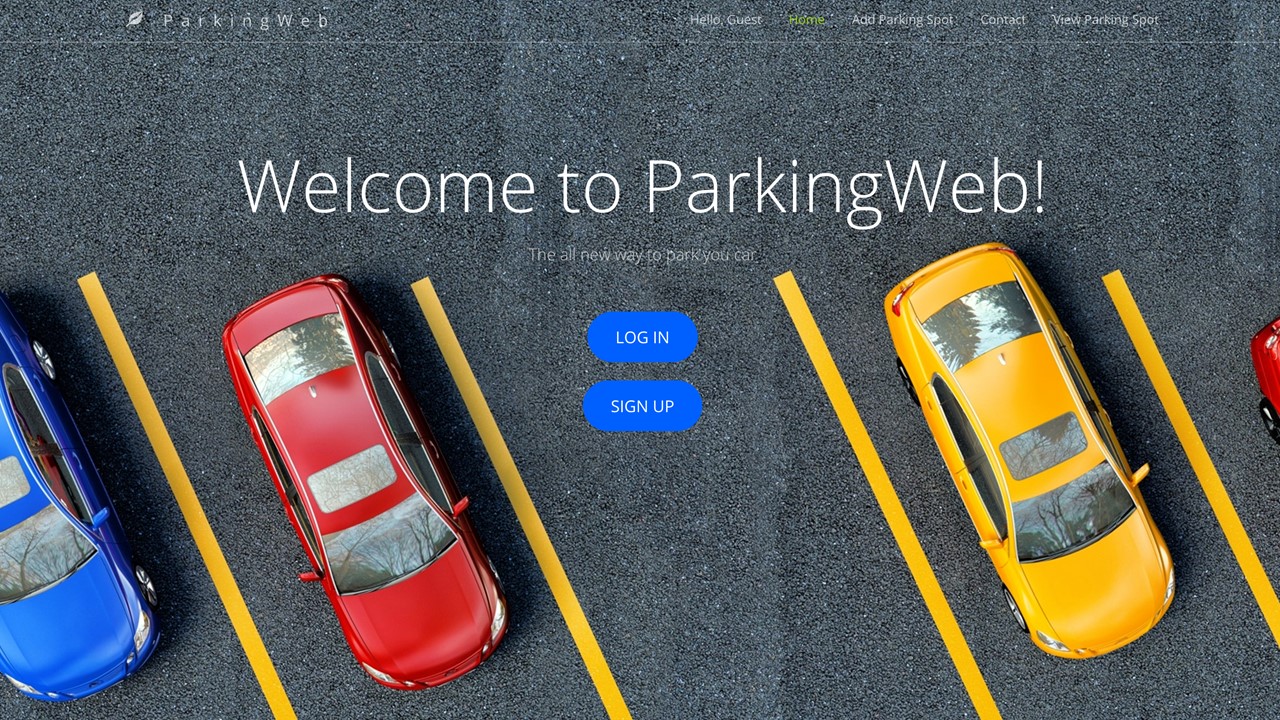 ParkingWeb
Hello, Guest Home Add Parking Spot Contact View Parking Spot
Welcome to ParkingWeb!
The all new way to park you car.
LOG IN
SIGN UP